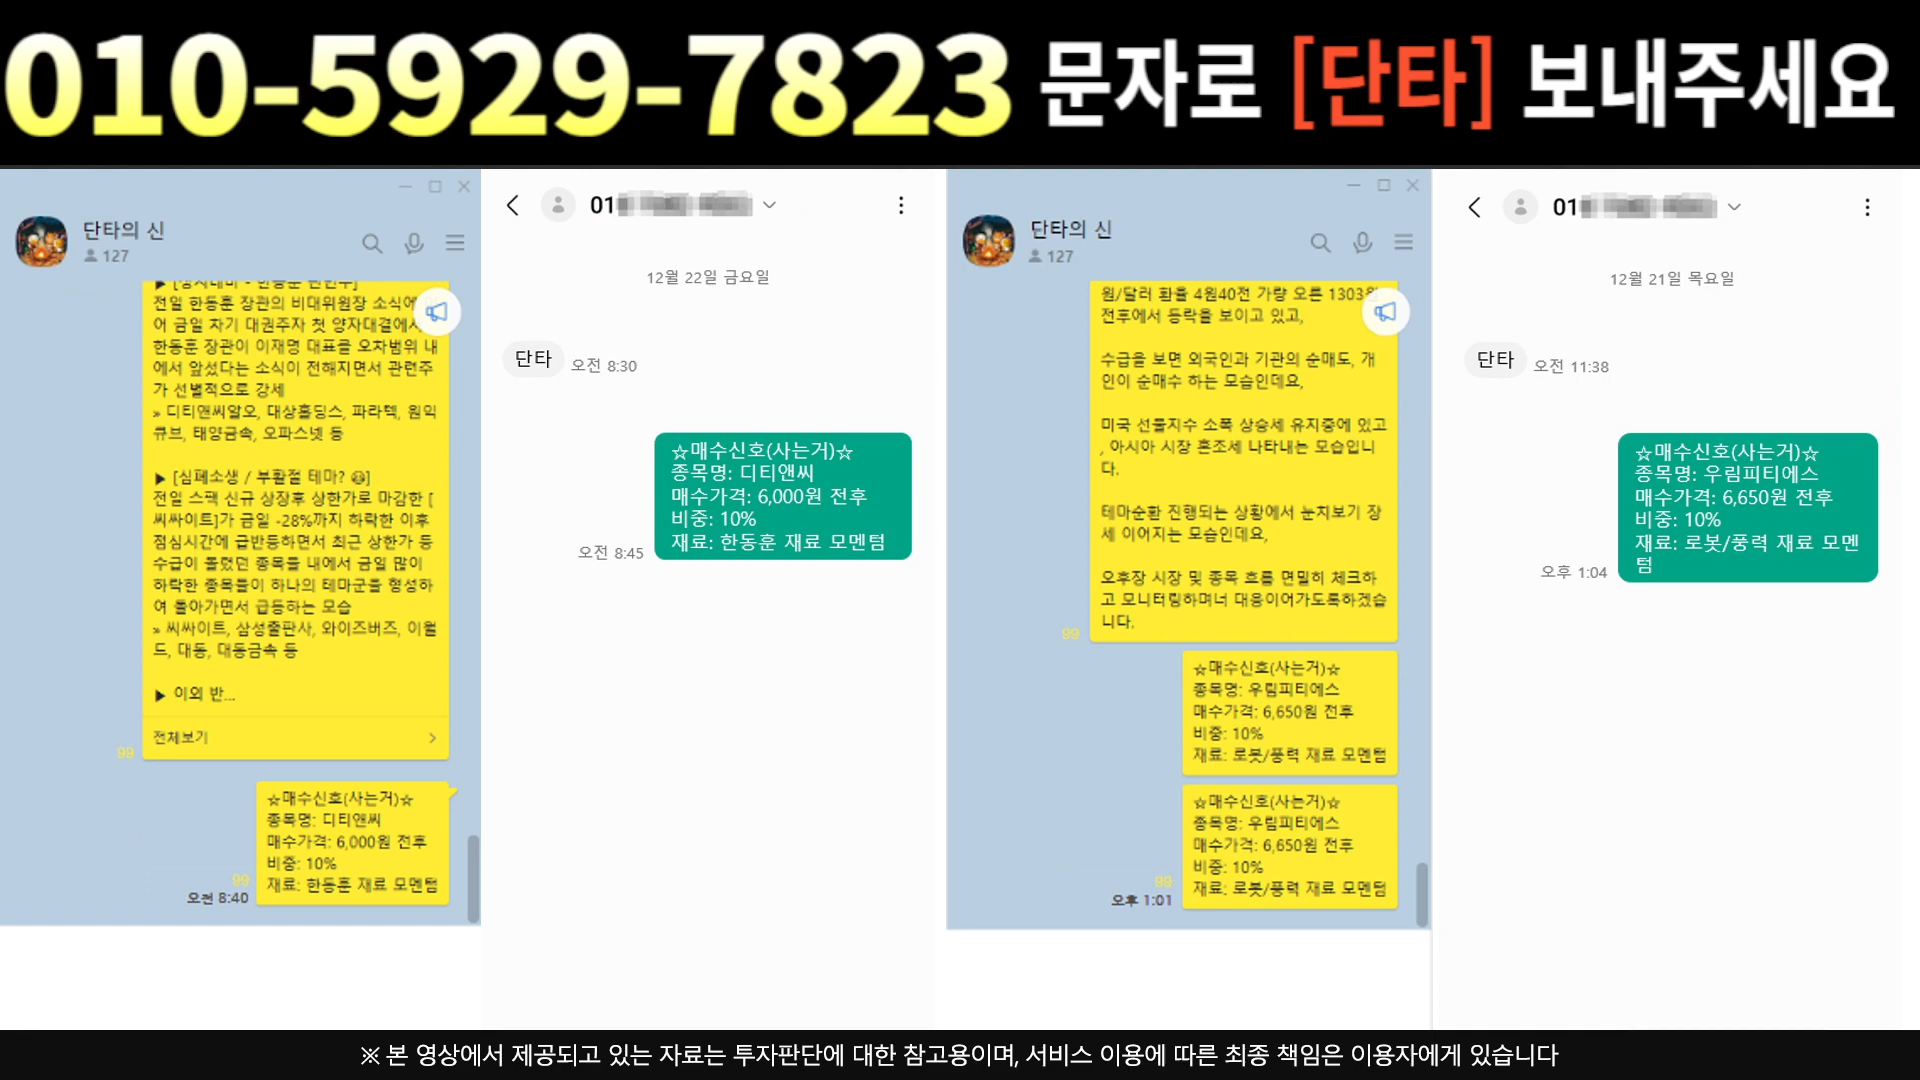 010-5929-7823 문자로 [단타] 보내주세요
단타의 신
127
전일 한동훈 장관의 비대위원장 소식에
어 금일 차기 대권주자 첫 양자대결에서
한동훈 장관이 이재명 대표를 오차범위 내
에서 앞섰다는 소식이 전해지면서 관련주
가 선별적으로 강세
» 디티앤씨알오, 대상홀딩스, 파라텍, 원익
큐브, 태양금속, 오파스넷 등
▶ [심폐소생 / 부활절 테마? 😆]
전일 스팩 신규 상장후 상한가로 마감한 [
씨싸이트]가 금일 -28%까지 하락한 이후
점심시간에 급반등하면서 최근 상한가 등
수급이 몰렸던 종목들 내에서 금일 많이
하락한 종목들이 하나의 테마군을 형성하
여 돌아가면서 급등하는 모습
» 씨싸이트, 삼성출판사, 와이즈버즈, 이월
드, 대동, 대동금속 등
▶ 이외 반...
전체보기
99
☆매수신호(사는거)☆
종목명: 디티앤씨
매수가격: 6,000원 전후
비중: 10%
재료: 한동훈 재료 모멘텀
99
오전 8:40
01
12월 22일 금요일
단타 오전 8:30
☆매수신호(사는거)☆
종목명: 디티앤씨
매수가격: 6,000원 전후
비중: 10%
재료: 한동훈 재료 모멘텀
오전 8:45
단타의 신
127
원/달러 환율 4원40전 가량 오른 1303원
전후에서 등락을 보이고 있고,
수급을 보면 외국인과 기관의 순매도, 개
인이 순매수 하는 모습인데요,
미국 선물지수 소폭 상승세 유지중에 있고
, 아시아 시장 혼조세 나타내는 모습입니
다.
테마순환 진행되는 상황에서 눈치보기 장
세 이어지는 모습인데요,
오후장 시장 및 종목 흐름 면밀히 체크하
고 모니터링하며너 대응이어가도록하겠습
니다.
99
☆매수신호(사는거)☆
종목명: 우림피티에스
매수가격: 6,650원 전후
비중: 10%
재료: 로봇/풍력 재료 모멘텀
☆매수신호(사는거)☆
종목명: 우림피티에스
매수가격: 6,650원 전후
비중: 10%
재료: 로봇/풍력 재료 모멘텀
99
오후 1:01
01
12월 21일 목요일
단타 오전 11:38
☆매수신호(사는거)☆
종목명: 우림피티에스
매수가격: 6,650원 전후
비중: 10%
재료: 로봇/풍력 재료 모멘
텀
오후 1:04
※ 본 영상에서 제공되고 있는 자료는 투자판단에 대한 참고용이며, 서비스 이용에 따른 최종 책임은 이용자에게 있습니다